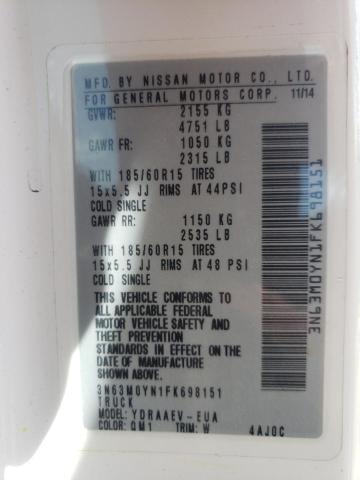 MFD. BY NISSAN MOTOR CO., LTD.
FOR GENERAL MOTORS CORP. 11/14
GVWR: 2155 KG
4751 LB
GAWR FR: 1050 KG
2315 LB
WITH 185/60R15 TIRES
15x5.5 JJ RIMS AT 44PSI
COLD SINGLE
GAWR RR: 1150 KG
2535 LB
WITH 185/60R15 TIRES
15x5.5 JJ RIMS AT 48 PSI
COLD SINGLE
THIS VEHICLE CONFORMS TO
ALL APPLICABLE FEDERAL
MOTOR VEHICLE SAFETY AND
THEFT PREVENTION
STANDARDS IN EFFECT ON THE
DATE OF MANUFACTURE
SHOWN ABOVE.
3N63M0YN1FK698151
TRUCK
MODEL: YDRAAEV-EUA
COLOR: QM1 TRIM: W 4AJ0C
3N63M0YN1FK698151